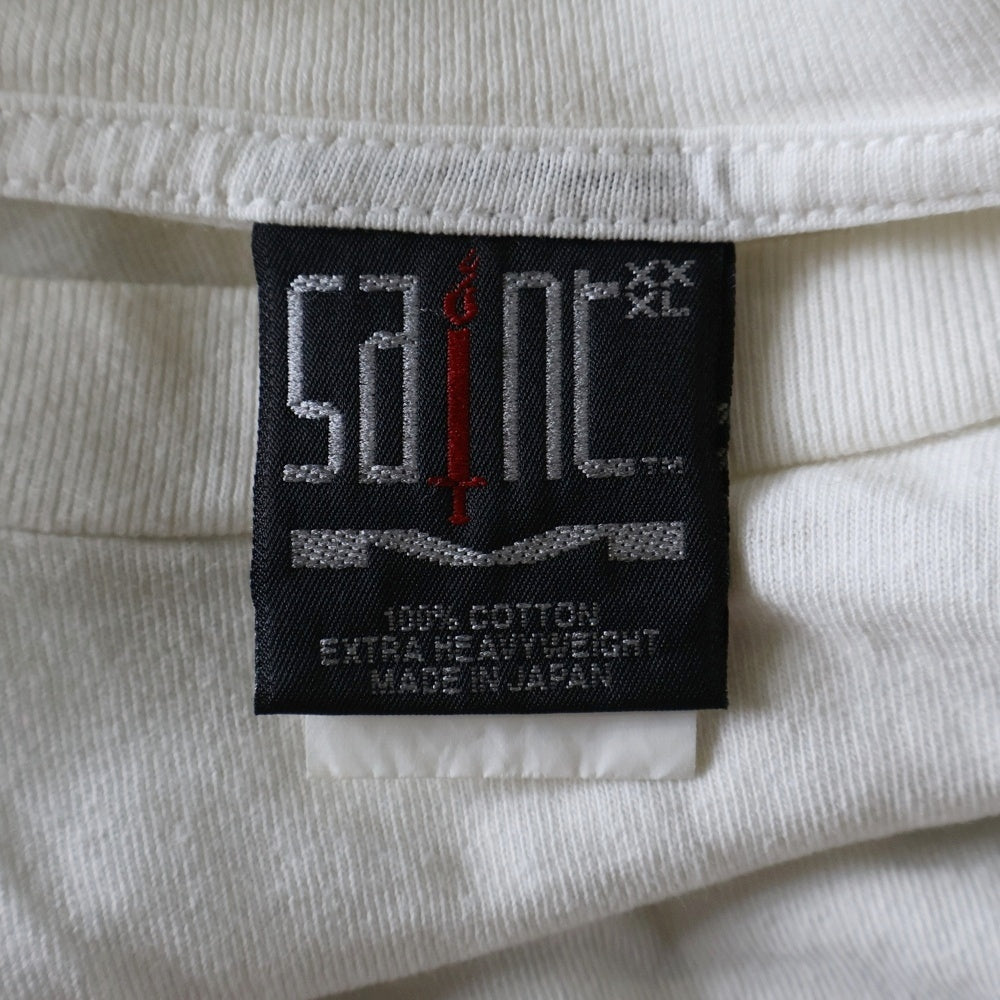 SAINT
XX
XL
TM
100% COTTON
EXTRA HEAVYWEIGHT
MADE IN JAPAN